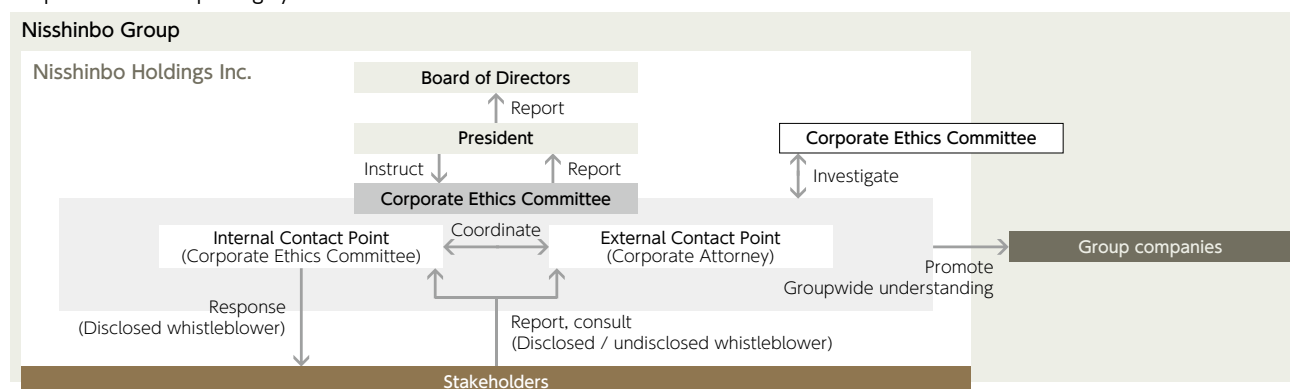 Nisshinbo Group
Nisshinbo Holdings Inc.
Board of Directors
Report
President
Corporate Ethics Committee
Instruct
Report
Investigate
Corporate Ethics Committee
Internal Contact Point
(Corporate Ethics Committee)
Coordinate
External Contact Point
(Corporate Attorney)
Group companies
Promote
Groupwide understanding
Response
(Disclosed whistleblower)
Report, consult
(Disclosed / undisclosed whistleblower)
Stakeholders